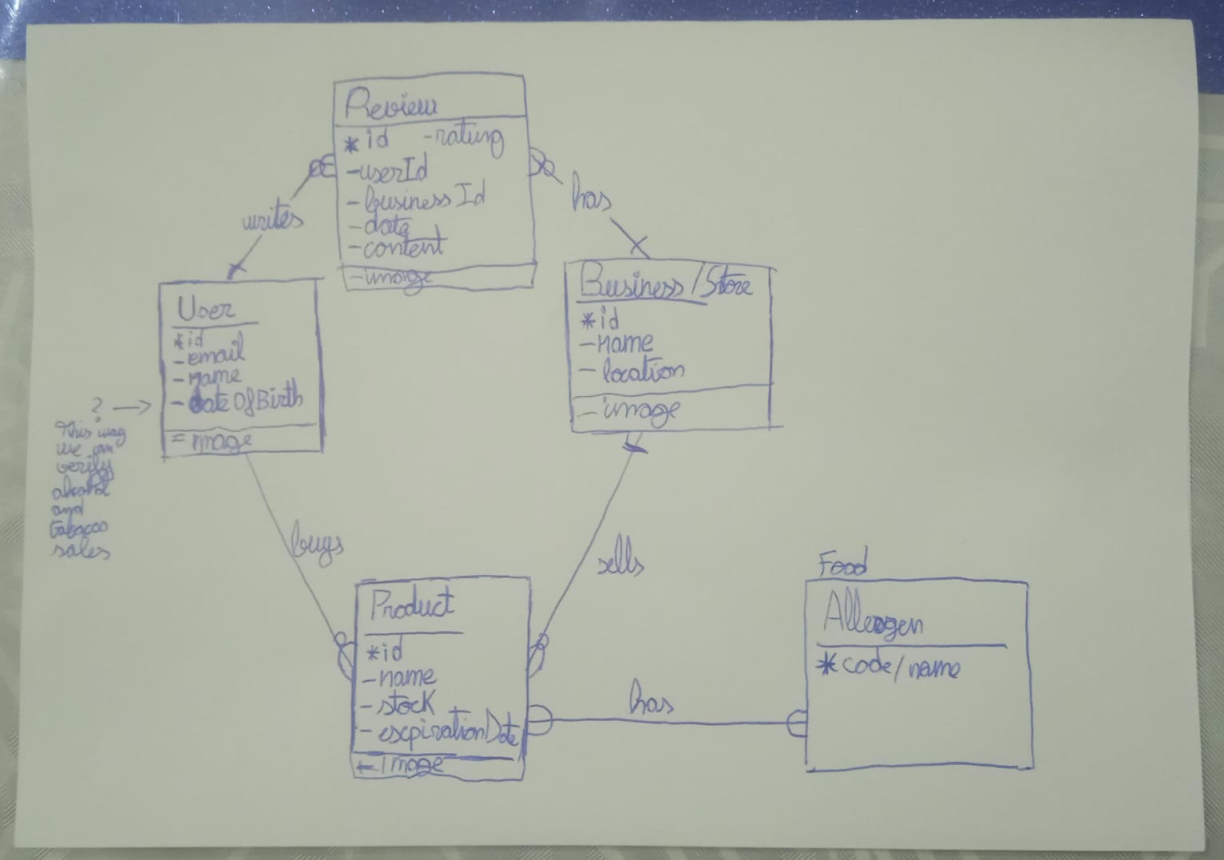 Review
*id -rating
-userId
-businessId
-data
-content
-image
writes
has
User
*id
-email
-name
-dateOfBirth
=image
? →
This way
we can
verify
alcohol
and
tabacco
sales
Business/Store
*id
-name
-location
-image
buys
sells
Product
*id
-name
-stock
-expirationDate
-Image
has
Food
Allergen
*code/name